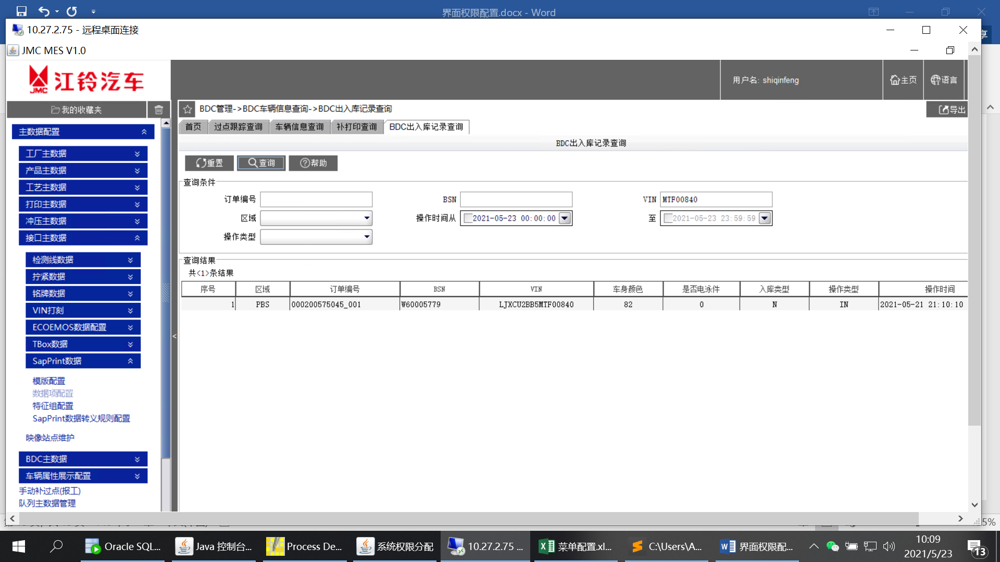 界面权限配置.docx - Word
10.27.2.75 - 远程桌面连接
享
JMC MES V1.0
JMC 江铃汽车
用户名: shiqinfeng
主页
语言
我的收藏夹
BDC管理->BDC车辆信息查询->BDC出入库记录查询
导出
首页
过点跟踪查询
车辆信息查询
补打印查询
BDC出入库记录查询
BDC出入库记录查询
重置
查询
帮助
查询条件
订单编号
BSN
VIN MTF00840
区域
操作时间从 2021-05-23 00:00:00
至 2021-05-23 23:59:59
操作类型
查询结果
共<1>条结果
序号 区域 订单编号 BSN VIN 车身颜色 是否电泳件 入库类型 操作类型 操作时间
1 PBS 000200575045_001 W60005779 LJXCU2BB5MTF00840 82 0 N IN 2021-05-21 21:10:10
主数据配置
工厂主数据
产品主数据
工艺主数据
打印主数据
冲压主数据
接口主数据
检测线数据
拧紧数据
铭牌数据
VIN打刻
ECOEMOS数据配置
TBox数据
SapPrint数据
模版配置
数据项配置
特征组配置
SapPrint数据转义规则配置
映像站点维护
BDC主数据
车辆属性展示配置
手动补过点(报工)
队列主数据管理
<
5%
Oracle SQL...
Java 控制台...
Process De...
系统权限分配
10.27.2.75 ...
菜单配置.xl...
C:\Users\A...
界面权限配...
10:09
2021/5/23
13